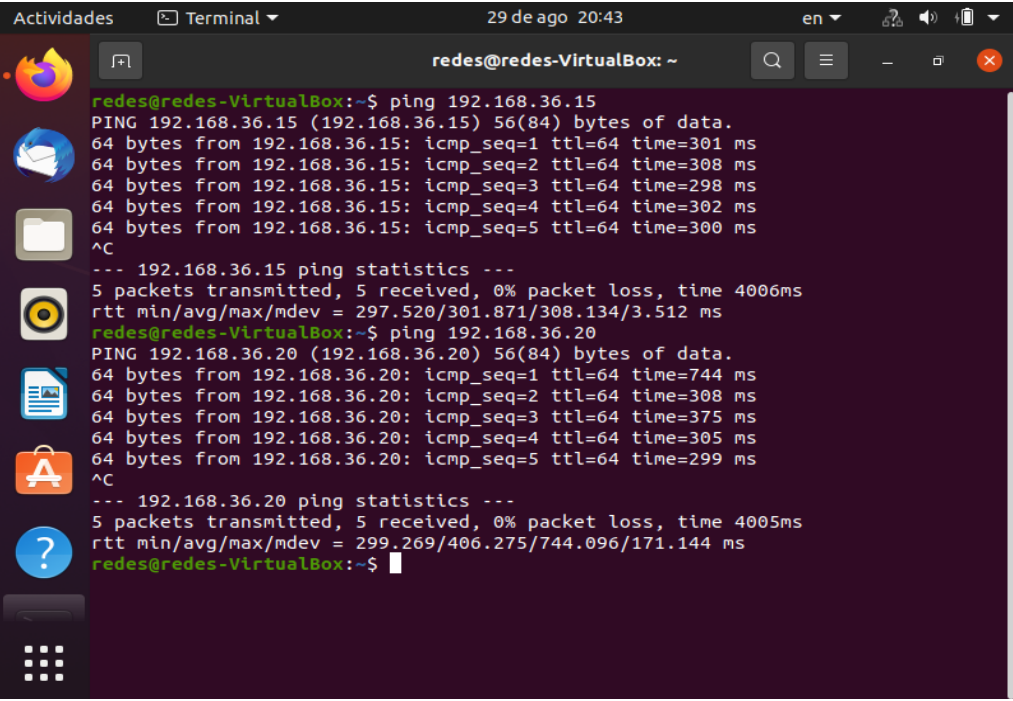 Actividades Terminal 29 de ago 20:43 en
redes@redes-VirtualBox: ~
redes@redes-VirtualBox:~$ ping 192.168.36.15
PING 192.168.36.15 (192.168.36.15) 56(84) bytes of data.
64 bytes from 192.168.36.15: icmp_seq=1 ttl=64 time=301 ms
64 bytes from 192.168.36.15: icmp_seq=2 ttl=64 time=308 ms
64 bytes from 192.168.36.15: icmp_seq=3 ttl=64 time=298 ms
64 bytes from 192.168.36.15: icmp_seq=4 ttl=64 time=302 ms
64 bytes from 192.168.36.15: icmp_seq=5 ttl=64 time=300 ms
^C
--- 192.168.36.15 ping statistics ---
5 packets transmitted, 5 received, 0% packet loss, time 4006ms
rtt min/avg/max/mdev = 297.520/301.871/308.134/3.512 ms
redes@redes-VirtualBox:~$ ping 192.168.36.20
PING 192.168.36.20 (192.168.36.20) 56(84) bytes of data.
64 bytes from 192.168.36.20: icmp_seq=1 ttl=64 time=744 ms
64 bytes from 192.168.36.20: icmp_seq=2 ttl=64 time=308 ms
64 bytes from 192.168.36.20: icmp_seq=3 ttl=64 time=375 ms
64 bytes from 192.168.36.20: icmp_seq=4 ttl=64 time=305 ms
64 bytes from 192.168.36.20: icmp_seq=5 ttl=64 time=299 ms
^C
--- 192.168.36.20 ping statistics ---
5 packets transmitted, 5 received, 0% packet loss, time 4005ms
rtt min/avg/max/mdev = 299.269/406.275/744.096/171.144 ms
redes@redes-VirtualBox:~$